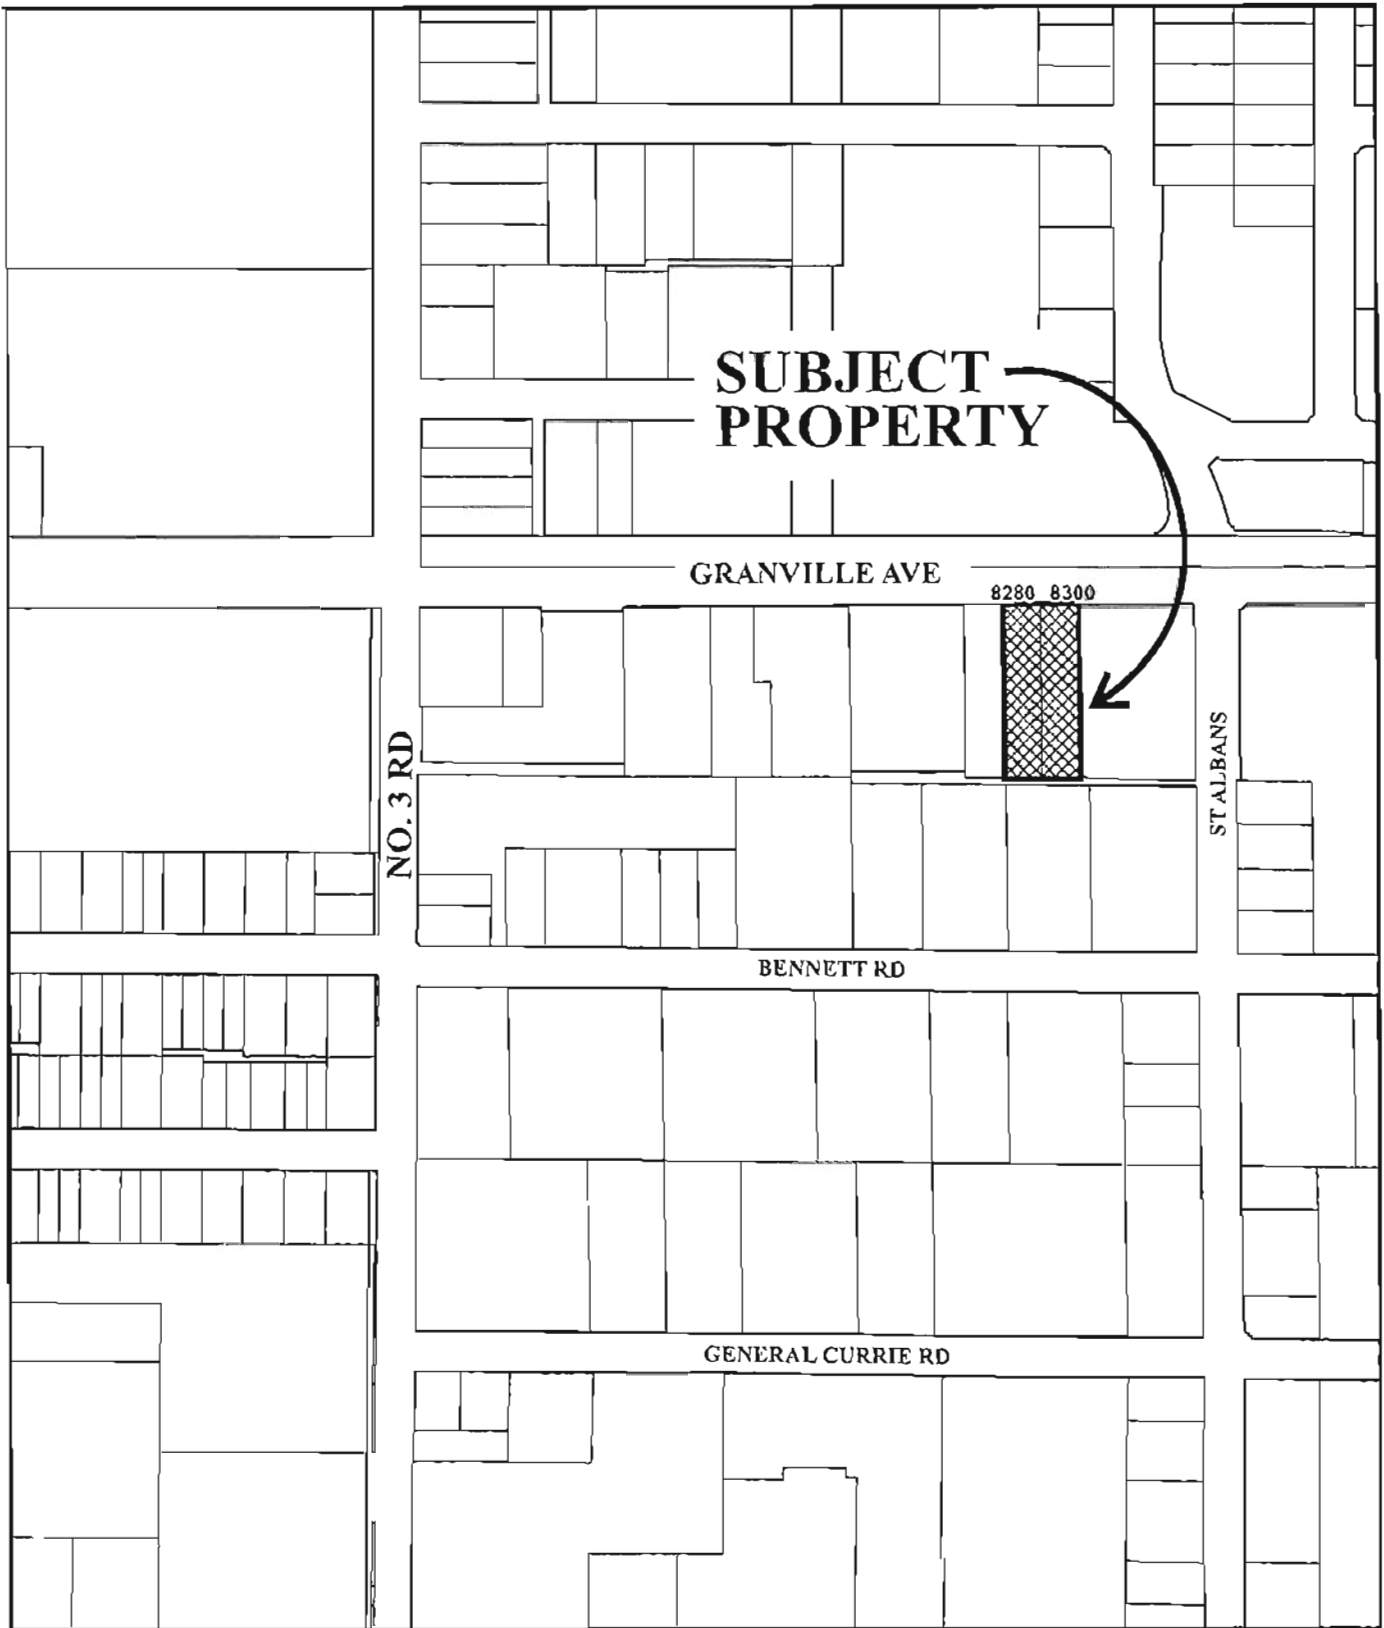 SUBJECT
PROPERTY
GRANVILLE AVE
8280 8300
NO. 3 RD
ST ALBANS
BENNETT RD
GENERAL CURRIE RD